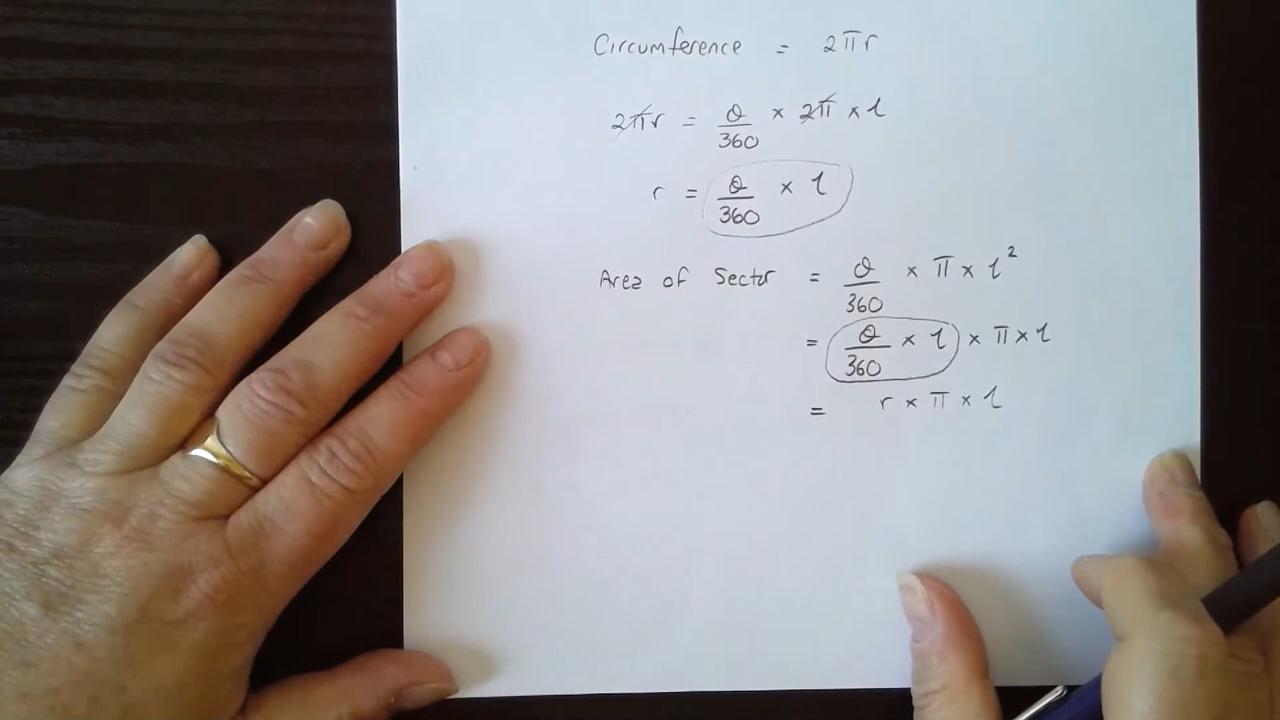 Circumference = 2πr
2πr = θ/360 × 2π × l
r = θ/360 × l
Area of Sector = θ/360 × π × l²
= θ/360 × l × π × l
= r × π × l